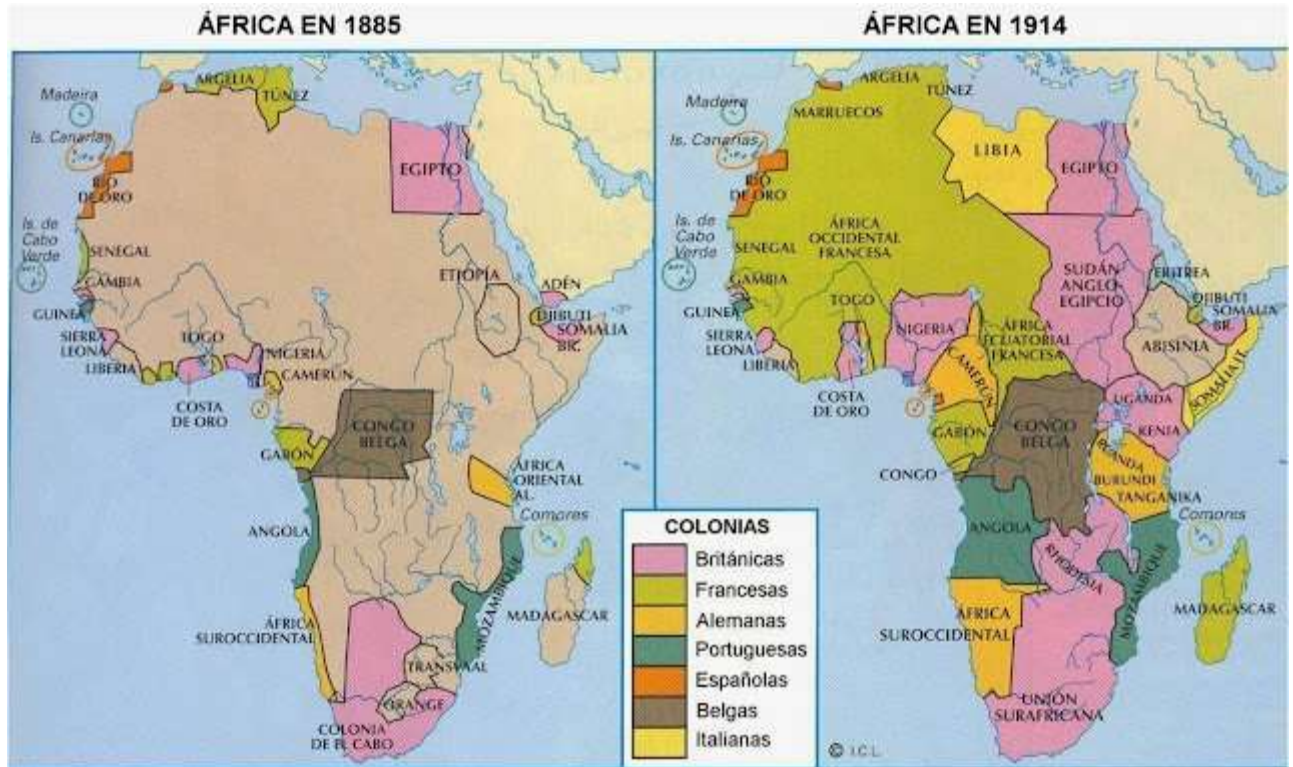 ÁFRICA EN 1885
ARGELIA
TÚNEZ
Madeira
Is. Canarias
EGIPTO
RÍO
DE ORO
Is. de
Cabo
Verde
SENEGAL
GAMBIA
GUINEA
SIERRA
LEONA
LIBERIA
TOGO
COSTA
DE ORO
NIGERIA
CAMERÚN
ETIOPÍA
ADÉN
DJIBUTI
SOMALIA
BR.
CONGO
BELGA
GABÓN
ÁFRICA
ORIENTAL
AL.
Comores
ANGOLA
MOZAMBIQUE
MADAGASCAR
ÁFRICA
SUROCCIDENTAL
TRANSVAAL
ORANGE
COLONIA
DE EL CABO
ÁFRICA EN 1914
ARGELIA
TÚNEZ
MARRUECOS
Madeira
Is. Canarias
LIBIA
EGIPTO
RÍO
DE ORO
Is. de
Cabo
Verde
SENEGAL
ÁFRICA
OCCIDENTAL
FRANCESA
GAMBIA
GUINEA
SIERRA
LEONA
LIBERIA
TOGO
COSTA
DE ORO
NIGERIA
SUDÁN
ANGLO
EGIPCIO
ERITREA
DJIBUTI
SOMALIA
BR.
ABISINIA
SOMALIA IT.
ÁFRICA
ECUATORIAL
FRANCESA
CAMERÚN
UGANDA
KENIA
GABÓN
CONGO
BELGA
CONGO
RUANDA
BURUNDI
TANGANIKA
Comores
ANGOLA
RHODESIA
MOZAMBIQUE
MADAGASCAR
ÁFRICA
SUROCCIDENTAL
UNIÓN
SURAFRICANA
COLONIAS
Británicas
Francesas
Alemanas
Portuguesas
Españolas
Belgas
Italianas
© I.C.L.